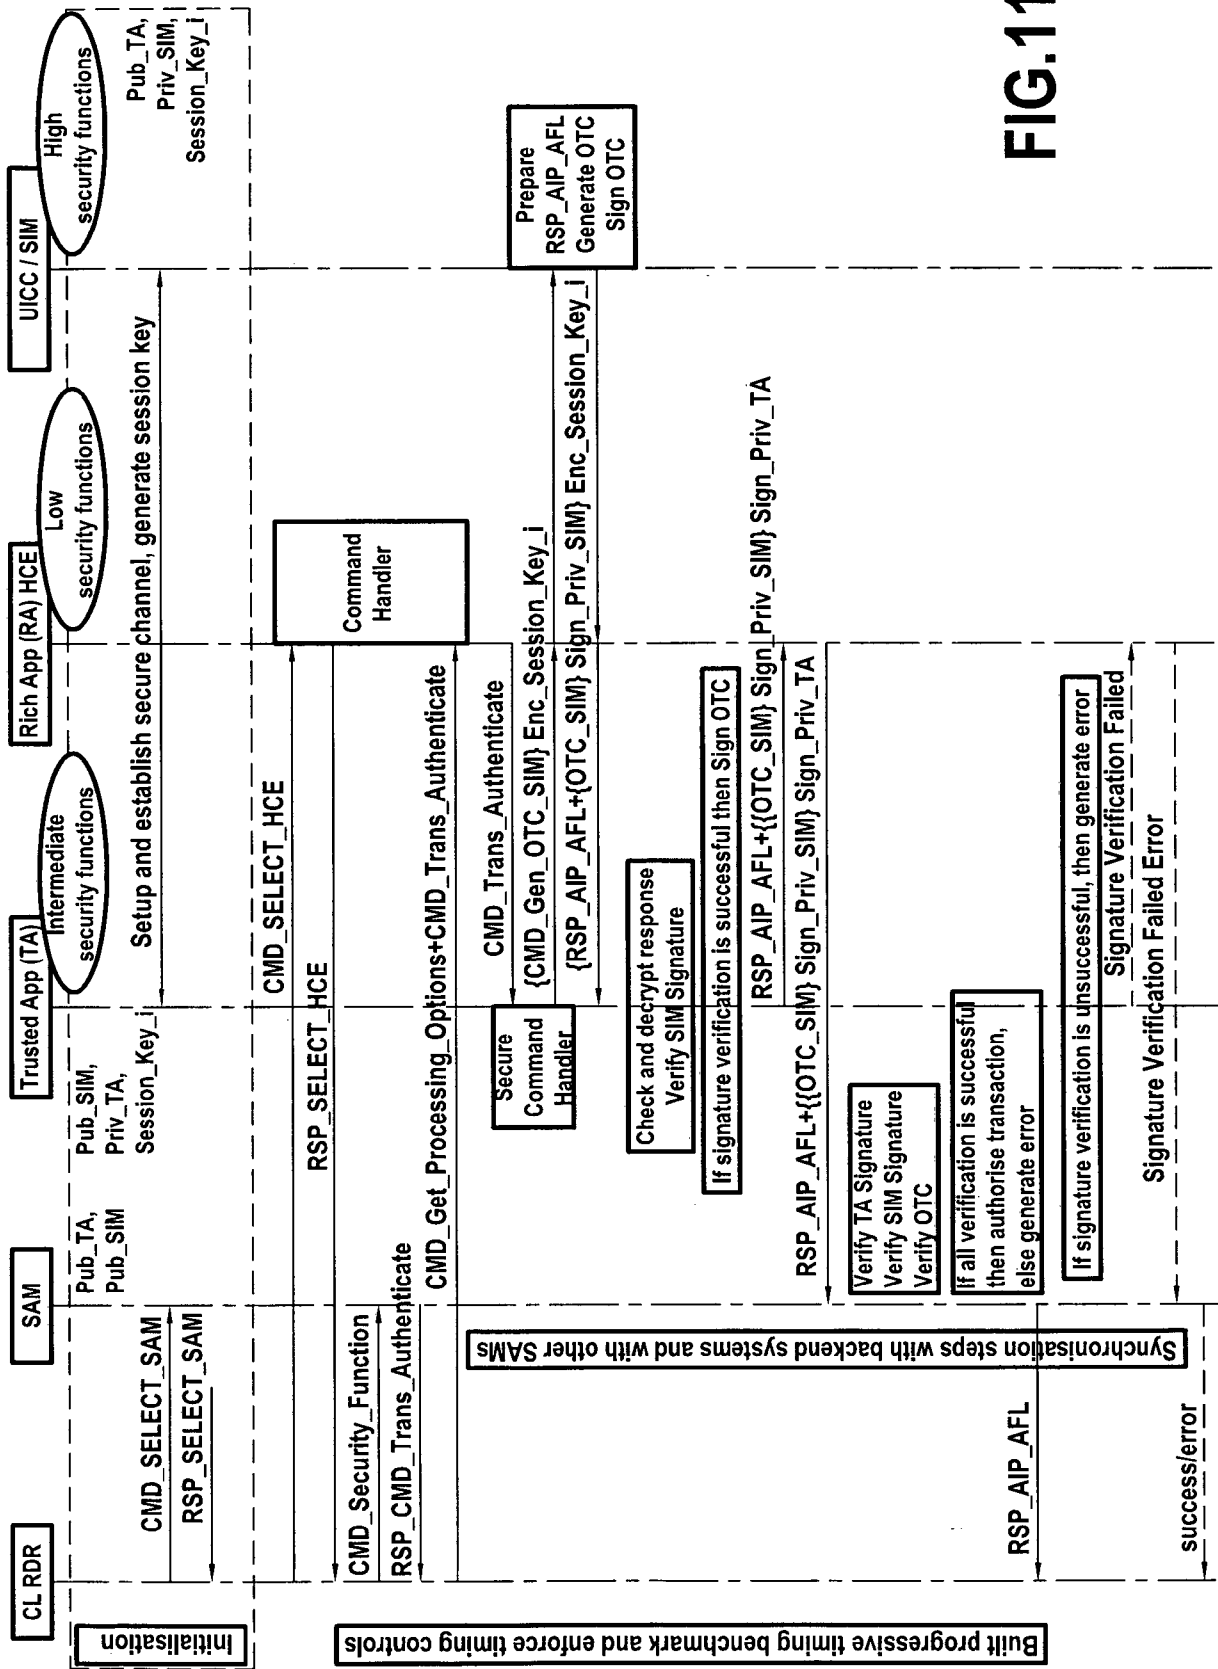 CL RDR
SAM
Trusted App (TA)
Rich App (RA) HCE
UICC / SIM
Intermediate
security functions
Low
security functions
High
security functions
Initialisation
Pub_TA,
Pub_SIM
Pub_SIM,
Priv_TA,
Session_Key_i
Pub_TA,
Priv_SIM,
Session_Key_i
CMD_SELECT_SAM
RSP_SELECT_SAM
Setup and establish secure channel, generate session key
Built progressive timing benchmark and enforce timing controls
CMD_SELECT_HCE
RSP_SELECT_HCE
Command
Handler
CMD_Security_Function
RSP_CMD_Trans_Authenticate
CMD_Get_Processing_Options+CMD_Trans_Authenticate
Synchronisation steps with backend systems and with other SAMs
CMD_Trans_Authenticate
Secure
Command
Handler
{CMD_Gen_OTC_SIM} Enc_Session_Key_i
{RSP_AIP_AFL+{OTC_SIM} Sign_Priv_SIM} Enc_Session_Key_i
Prepare
RSP_AIP_AFL
Generate OTC
Sign OTC
Check and decrypt response
Verify SIM Signature
If signature verification is successful then Sign OTC
RSP_AIP_AFL+{{OTC_SIM} Sign_Priv_SIM} Sign_Priv_TA
RSP_AIP_AFL+{{OTC_SIM} Sign_Priv_SIM} Sign_Priv_TA
Verify TA Signature
Verify SIM Signature
Verify OTC
If all verification is successful
then authorise transaction,
else generate error
RSP_AIP_AFL
If signature verification is unsuccessful, then generate error
Signature Verification Failed
Signature Verification Failed Error
success/error
FIG.11